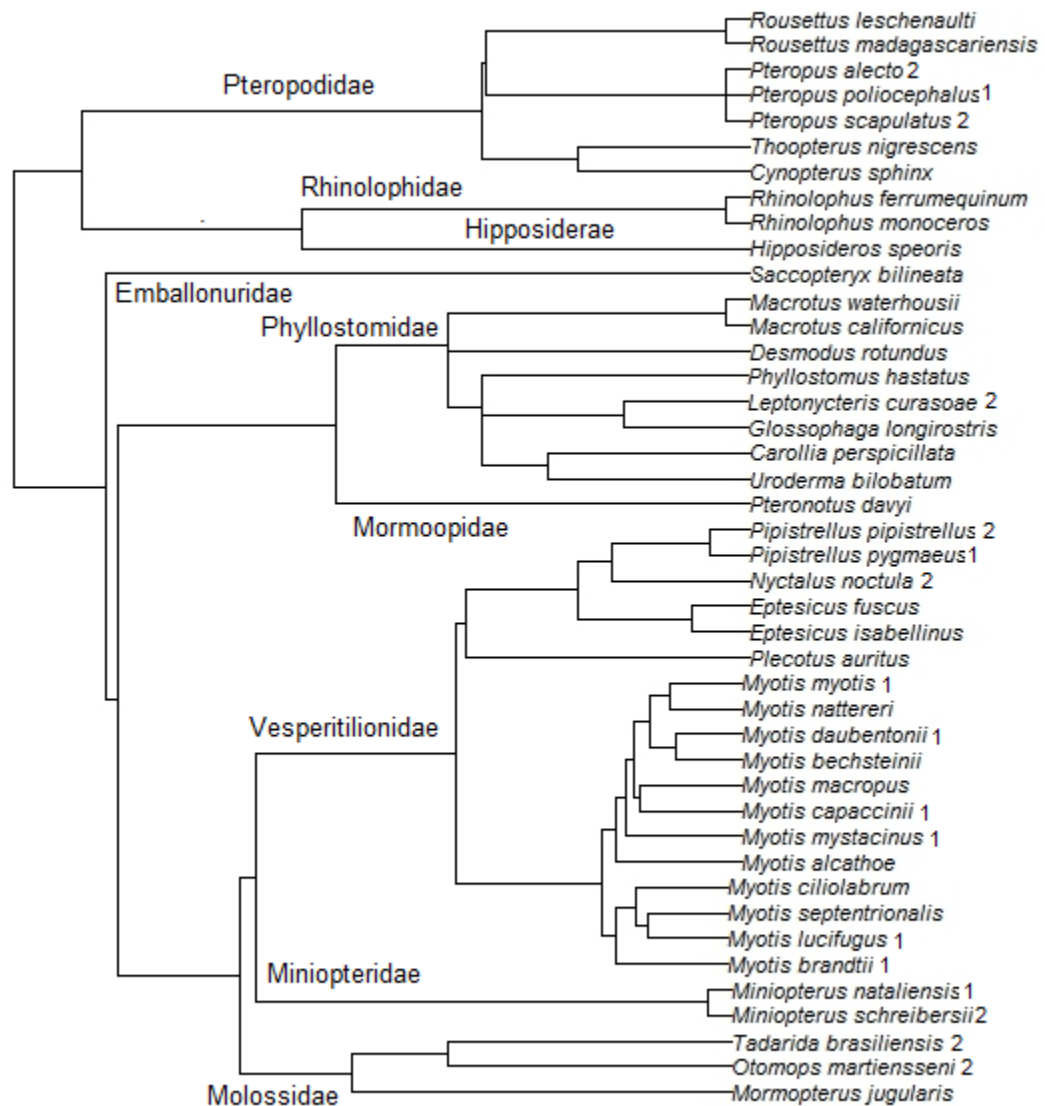 Rousettus leschenaulti
Rousettus madagascariensis
Pteropus alecto 2
Pteropodidae
Pteropus poliocephalus 1
Pteropus scapulatus 2
Thoopterus nigrescens
Cynopterus sphinx
Rhinolophidae
Rhinolophus ferrumequinum
Rhinolophus monoceros
Hipposiderae
Hipposideros speoris
Saccopteryx bilineata
Emballonuridae
Macrotus waterhousii
Phyllostomidae
Macrotus californicus
Desmodus rotundus
Phyllostomus hastatus
Leptonycteris curasoae 2
Glossophaga longirostris
Carollia perspicillata
Uroderma bilobatum
Pteronotus davyi
Mormoopidae
Pipistrellus pipistrellus 2
Pipistrellus pygmaeus 1
Nyctalus noctula 2
Eptesicus fuscus
Eptesicus isabellinus
Plecotus auritus
Myotis myotis 1
Myotis nattereri
Vesperitilionidae
Myotis daubentonii 1
Myotis bechsteinii
Myotis macropus
Myotis capaccinii 1
Myotis mystacinus 1
Myotis alcathoe
Myotis ciliolabrum
Myotis septentrionalis
Myotis lucifugus 1
Myotis brandtii 1
Miniopteridae
Miniopterus nataliensis 1
Miniopterus schreibersii 2
Tadarida brasiliensis 2
Otomops martiensseni 2
Mormopterus jugularis
Molossidae